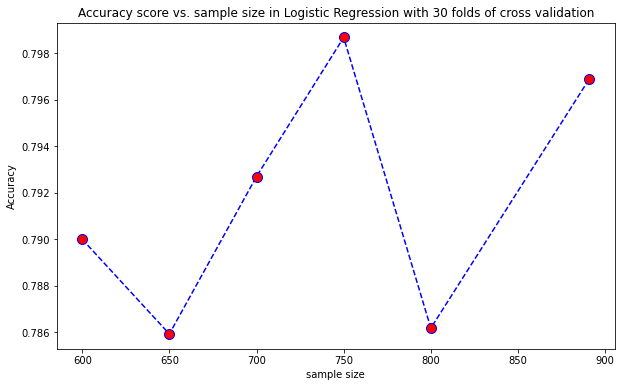 Accuracy score vs. sample size in Logistic Regression with 30 folds of cross validation
0.798
0.796
0.794
0.792
0.790
0.788
0.786
Accuracy
600 650 700 750 800 850 900
sample size